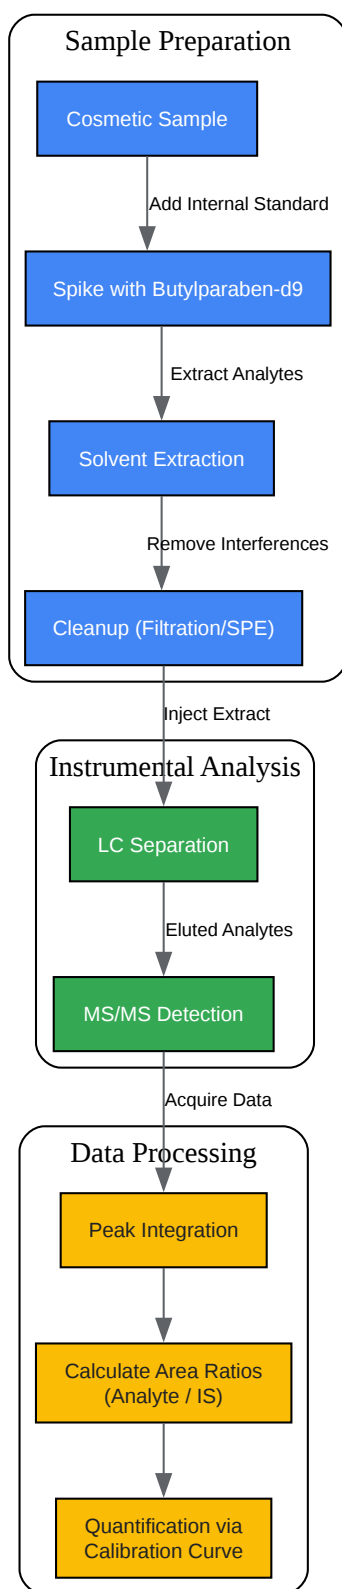 Sample Preparation
Cosmetic Sample
Add Internal Standard
Spike with Butylparaben-d9
Extract Analytes
Solvent Extraction
Remove Interferences
Cleanup (Filtration/SPE)
Inject Extract
Instrumental Analysis
LC Separation
Eluted Analytes
MS/MS Detection
Acquire Data
Data Processing
Peak Integration
Calculate Area Ratios
(Analyte / IS)
Quantification via
Calibration Curve